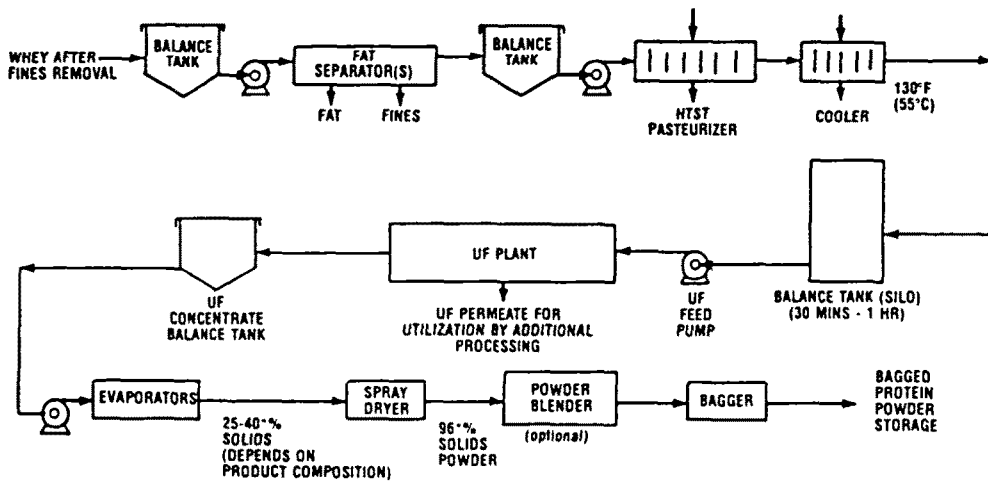 WHEY AFTER
FINES REMOVAL
BALANCE
TANK
FAT
SEPARATOR(S)
FAT
FINES
BALANCE
TANK
HTST
PASTEURIZER
COOLER
130°F
(55°C)
BALANCE TANK (SILO)
(30 MINS - 1 HR)
UF
FEED
PUMP
UF PLANT
UF PERMEATE FOR
UTILIZATION BY ADDITIONAL
PROCESSING
UF
CONCENTRATE
BALANCE TANK
EVAPORATORS
25-40+%
SOLIDS
(DEPENDS ON
PRODUCT COMPOSITION)
SPRAY
DRYER
96+%
SOLIDS
POWDER
POWDER
BLENDER
(optional)
BAGGER
BAGGED
PROTEIN
POWDER
STORAGE